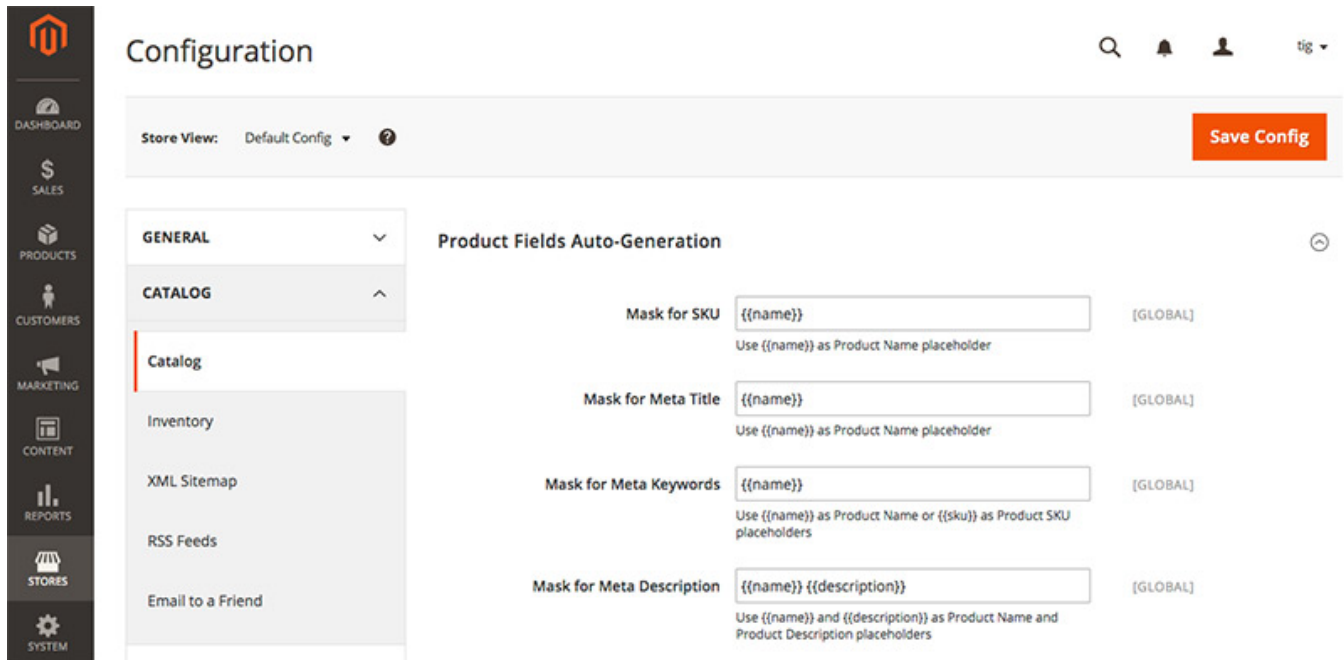 Configuration
tig
DASHBOARD
SALES
PRODUCTS
CUSTOMERS
MARKETING
CONTENT
REPORTS
STORES
SYSTEM
Store View: Default Config ?
Save Config
GENERAL
CATALOG
Catalog
Inventory
XML Sitemap
RSS Feeds
Email to a Friend
Product Fields Auto-Generation
Mask for SKU {{name}} [GLOBAL]
Use {{name}} as Product Name placeholder
Mask for Meta Title {{name}} [GLOBAL]
Use {{name}} as Product Name placeholder
Mask for Meta Keywords {{name}} [GLOBAL]
Use {{name}} as Product Name or {{sku}} as Product SKU
placeholders
Mask for Meta Description {{name}} {{description}} [GLOBAL]
Use {{name}} and {{description}} as Product Name and
Product Description placeholders